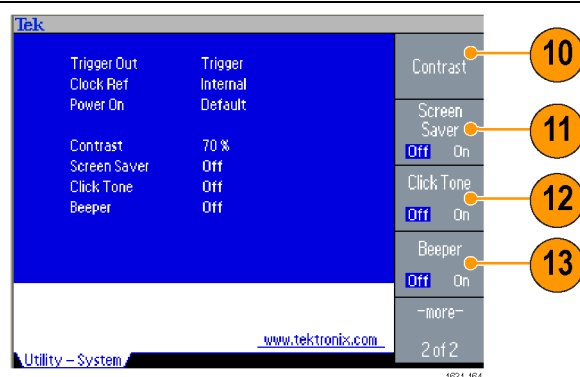 Tek
Trigger Out Trigger
Clock Ref Internal
Power On Default
Contrast 70 %
Screen Saver Off
Click Tone Off
Beeper Off
www.tektronix.com
Utility – System
Contrast
Screen
Saver
Off On
Click Tone
Off On
Beeper
Off On
–more–
2 of 2
10
11
12
13